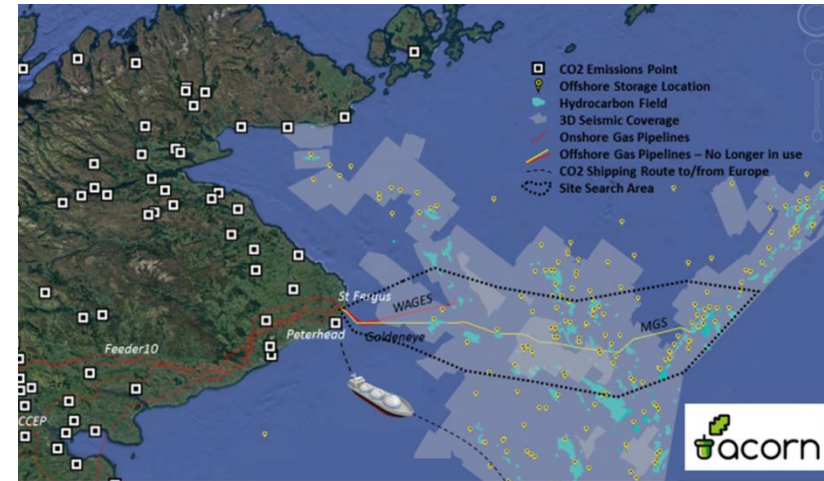 CO2 Emissions Point
Offshore Storage Location
Hydrocarbon Field
3D Seismic Coverage
Onshore Gas Pipelines
Offshore Gas Pipelines – No Longer in use
CO2 Shipping Route to/from Europe
Site Search Area
St Fergus
WAGES
MGS
Peterhead
Goldeneye
Feeder10
CCEP
acorn